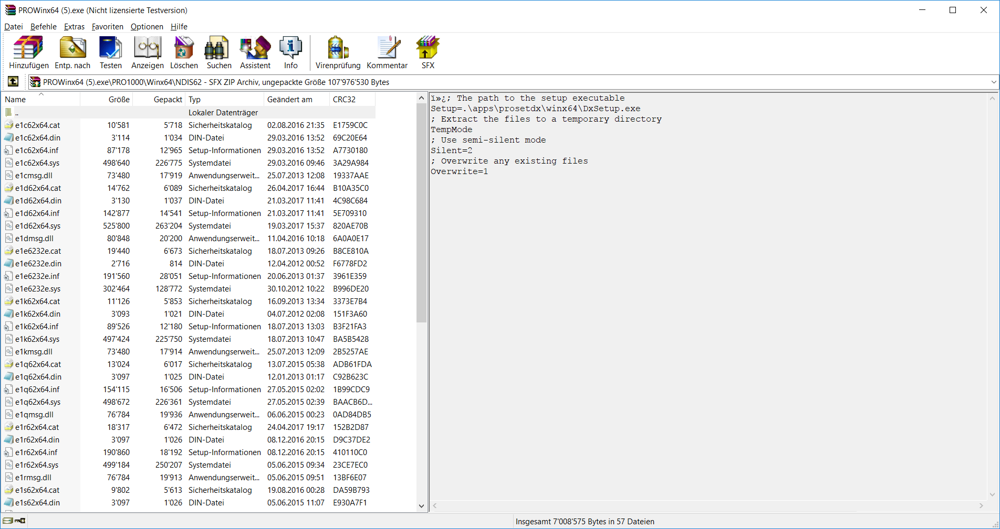 PROWinx64 (5).exe (Nicht lizensierte Testversion)
Datei Befehle Extras Favoriten Optionen Hilfe
Hinzufügen Entp. nach Testen Anzeigen Löschen Suchen Assistent Info Virenprüfung Kommentar SFX
PROWinx64 (5).exe\PRO1000\Winx64\NDIS62 - SFX ZIP Archiv, ungepackte Größe 107'976'530 Bytes
Name Größe Gepackt Typ Geändert am CRC32
.. Lokaler Datenträger
e1c62x64.cat 10'581 5'718 Sicherheitskatalog 02.08.2016 21:35 E1759C0C
e1c62x64.din 3'114 1'034 DIN-Datei 29.03.2016 13:52 69C20E64
e1c62x64.inf 87'178 12'965 Setup-Informationen 29.03.2016 13:52 A7730180
e1c62x64.sys 498'640 226'775 Systemdatei 29.03.2016 09:46 3A29A984
e1cmsg.dll 73'480 17'919 Anwendungserweit... 25.07.2013 12:08 19337AAE
e1d62x64.cat 14'762 6'089 Sicherheitskatalog 26.04.2017 16:44 B10A35C0
e1d62x64.din 3'130 1'037 DIN-Datei 21.03.2017 11:41 4C98C684
e1d62x64.inf 142'877 14'541 Setup-Informationen 21.03.2017 11:41 5E709310
e1d62x64.sys 525'800 263'204 Systemdatei 19.03.2017 15:37 820AE70B
e1dmsg.dll 80'848 20'200 Anwendungserweit... 11.04.2016 10:18 6A0A0E17
e1e6232e.cat 19'440 6'673 Sicherheitskatalog 18.07.2013 09:26 B8CE810A
e1e6232e.din 2'716 814 DIN-Datei 12.04.2012 00:52 F6778FD2
e1e6232e.inf 191'560 28'051 Setup-Informationen 20.06.2013 01:37 3961E359
e1e6232e.sys 302'464 128'772 Systemdatei 30.10.2012 10:22 B996DE20
e1k62x64.cat 11'126 5'853 Sicherheitskatalog 16.09.2013 13:34 3373E7B4
e1k62x64.din 3'093 1'021 DIN-Datei 04.07.2012 02:08 151F3A60
e1k62x64.inf 89'526 12'180 Setup-Informationen 18.07.2013 13:03 B3F21FA3
e1k62x64.sys 497'424 225'750 Systemdatei 18.07.2013 10:47 BA5B5428
e1kmsg.dll 73'480 17'914 Anwendungserweit... 25.07.2013 12:09 2B5257AE
e1q62x64.cat 13'024 6'017 Sicherheitskatalog 13.07.2015 05:38 ADB61FDA
e1q62x64.din 3'097 1'025 DIN-Datei 12.01.2013 01:17 C92B623C
e1q62x64.inf 154'115 16'506 Setup-Informationen 27.05.2015 02:02 1B99CDC9
e1q62x64.sys 498'672 226'361 Systemdatei 27.05.2015 02:39 BAACB6D...
e1qmsg.dll 76'784 19'936 Anwendungserweit... 06.06.2015 00:23 0AD84DB5
e1r62x64.cat 18'317 6'472 Sicherheitskatalog 24.04.2017 19:17 152B2D87
e1r62x64.din 3'097 1'026 DIN-Datei 08.12.2016 20:15 D9C37DE2
e1r62x64.inf 190'860 18'192 Setup-Informationen 08.12.2016 20:15 410110C0
e1r62x64.sys 499'184 250'207 Systemdatei 05.06.2015 09:34 23CE7EC0
e1rmsg.dll 76'784 19'913 Anwendungserweit... 05.06.2015 09:51 13BF6E07
e1s62x64.cat 9'802 5'613 Sicherheitskatalog 19.08.2016 00:28 DA59B793
e1s62x64.din 3'097 1'026 DIN-Datei 05.06.2015 11:07 E930A7F1
ï»¿; The path to the setup executable
Setup=.\apps\prosetdx\winx64\DxSetup.exe
; Extract the files to a temporary directory
TempMode
; Use semi-silent mode
Silent=2
; Overwrite any existing files
Overwrite=1
Insgesamt 7'008'575 Bytes in 57 Dateien